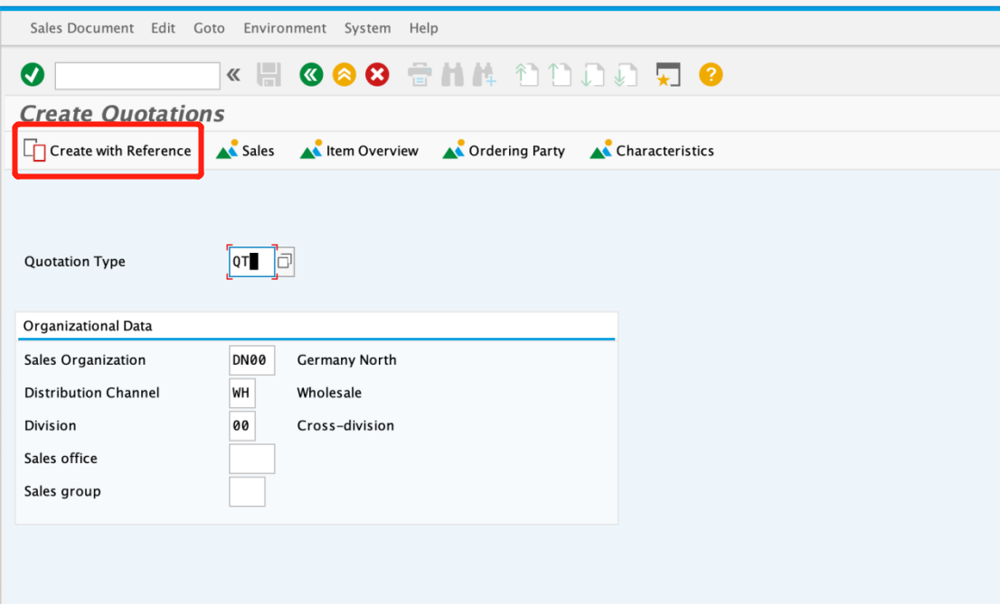 Sales Document Edit Goto Environment System Help
Create Quotations
Create with Reference Sales Item Overview Ordering Party Characteristics
Quotation Type QT
Organizational Data
Sales Organization DN00 Germany North
Distribution Channel WH Wholesale
Division 00 Cross-division
Sales office
Sales group